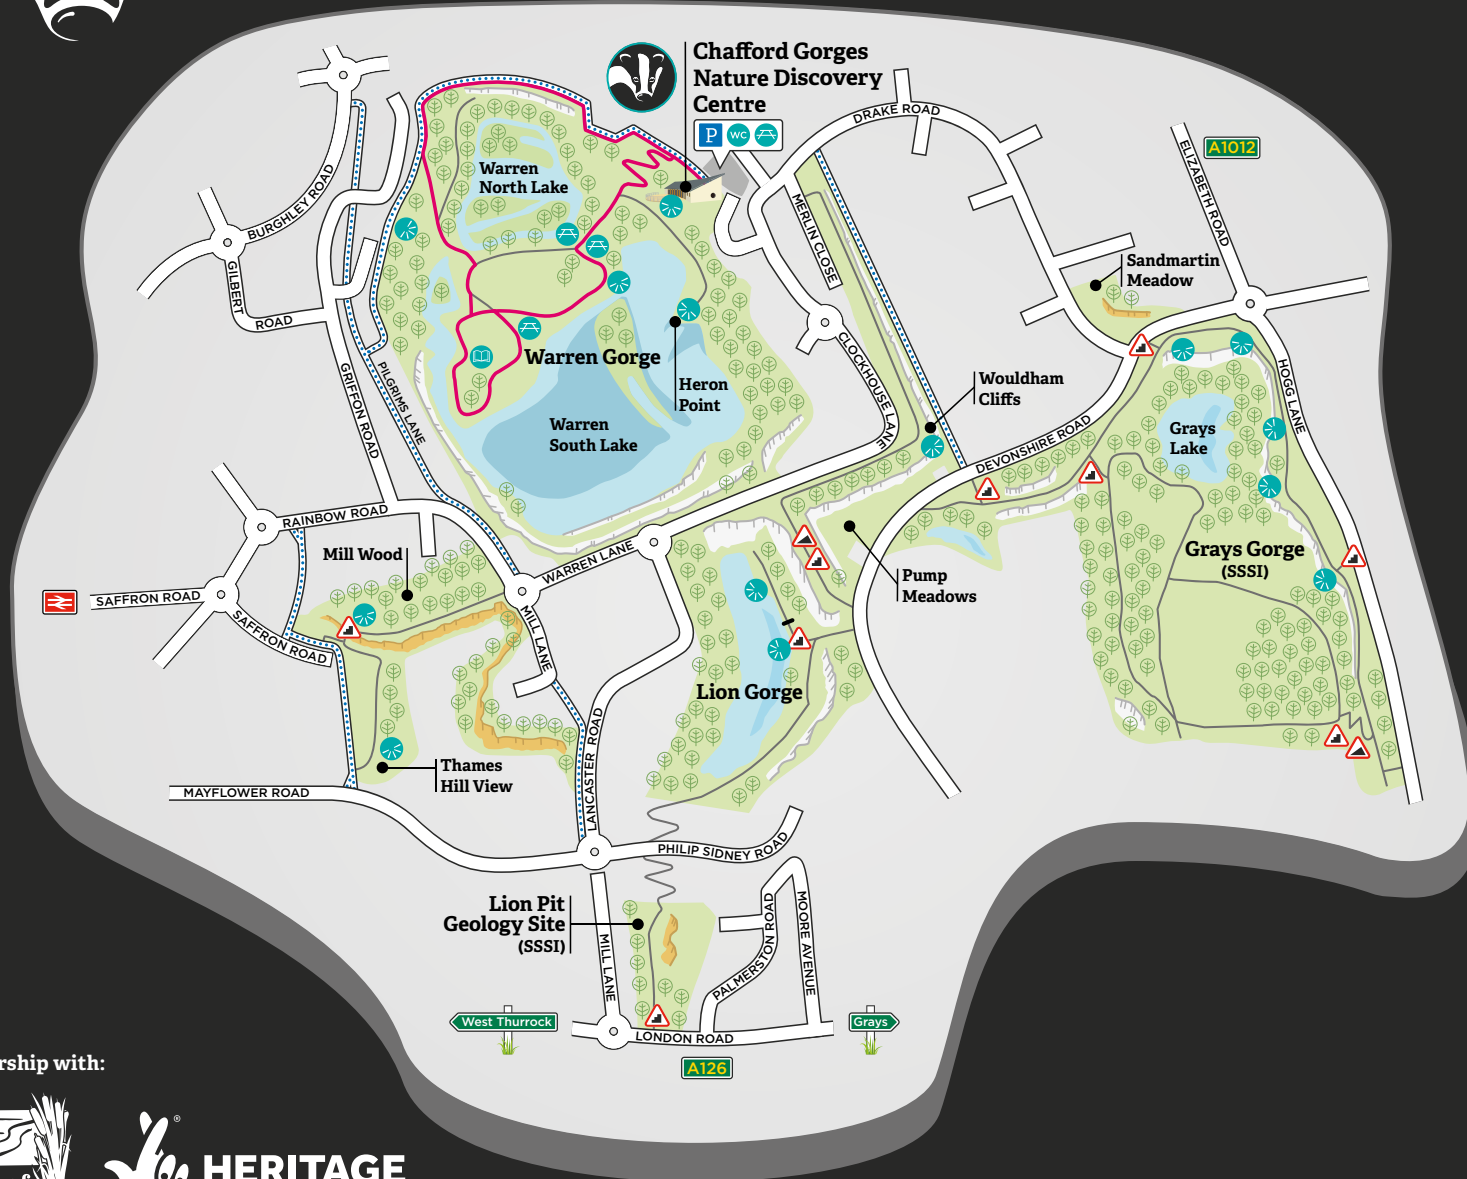 Chafford Gorges
Nature Discovery
Centre
P
WC
DRAKE ROAD
A1012
ELIZABETH ROAD
BURGHLEY ROAD
Warren
North Lake
MERLIN CLOSE
Sandmartin
Meadow
GILBERT
ROAD
Warren Gorge
Heron
Point
CLOCKHOUSE LANE
Wouldham
Cliffs
HOGG LANE
GRIFFON ROAD
PILGRIMS LANE
Warren
South Lake
DEVONSHIRE ROAD
Grays
Lake
RAINBOW ROAD
Mill Wood
WARREN LANE
Grays Gorge
(SSSI)
Pump
Meadows
SAFFRON ROAD
SAFFRON ROAD
MILL LANE
Lion Gorge
Thames
Hill View
LANCASTER ROAD
MAYFLOWER ROAD
PHILIP SIDNEY ROAD
Lion Pit
Geology Site
(SSSI)
MILL LANE
PALMERSTON ROAD
MOORE AVENUE
West Thurrock
Grays
LONDON ROAD
A126
rship with:
®
HERITAGE